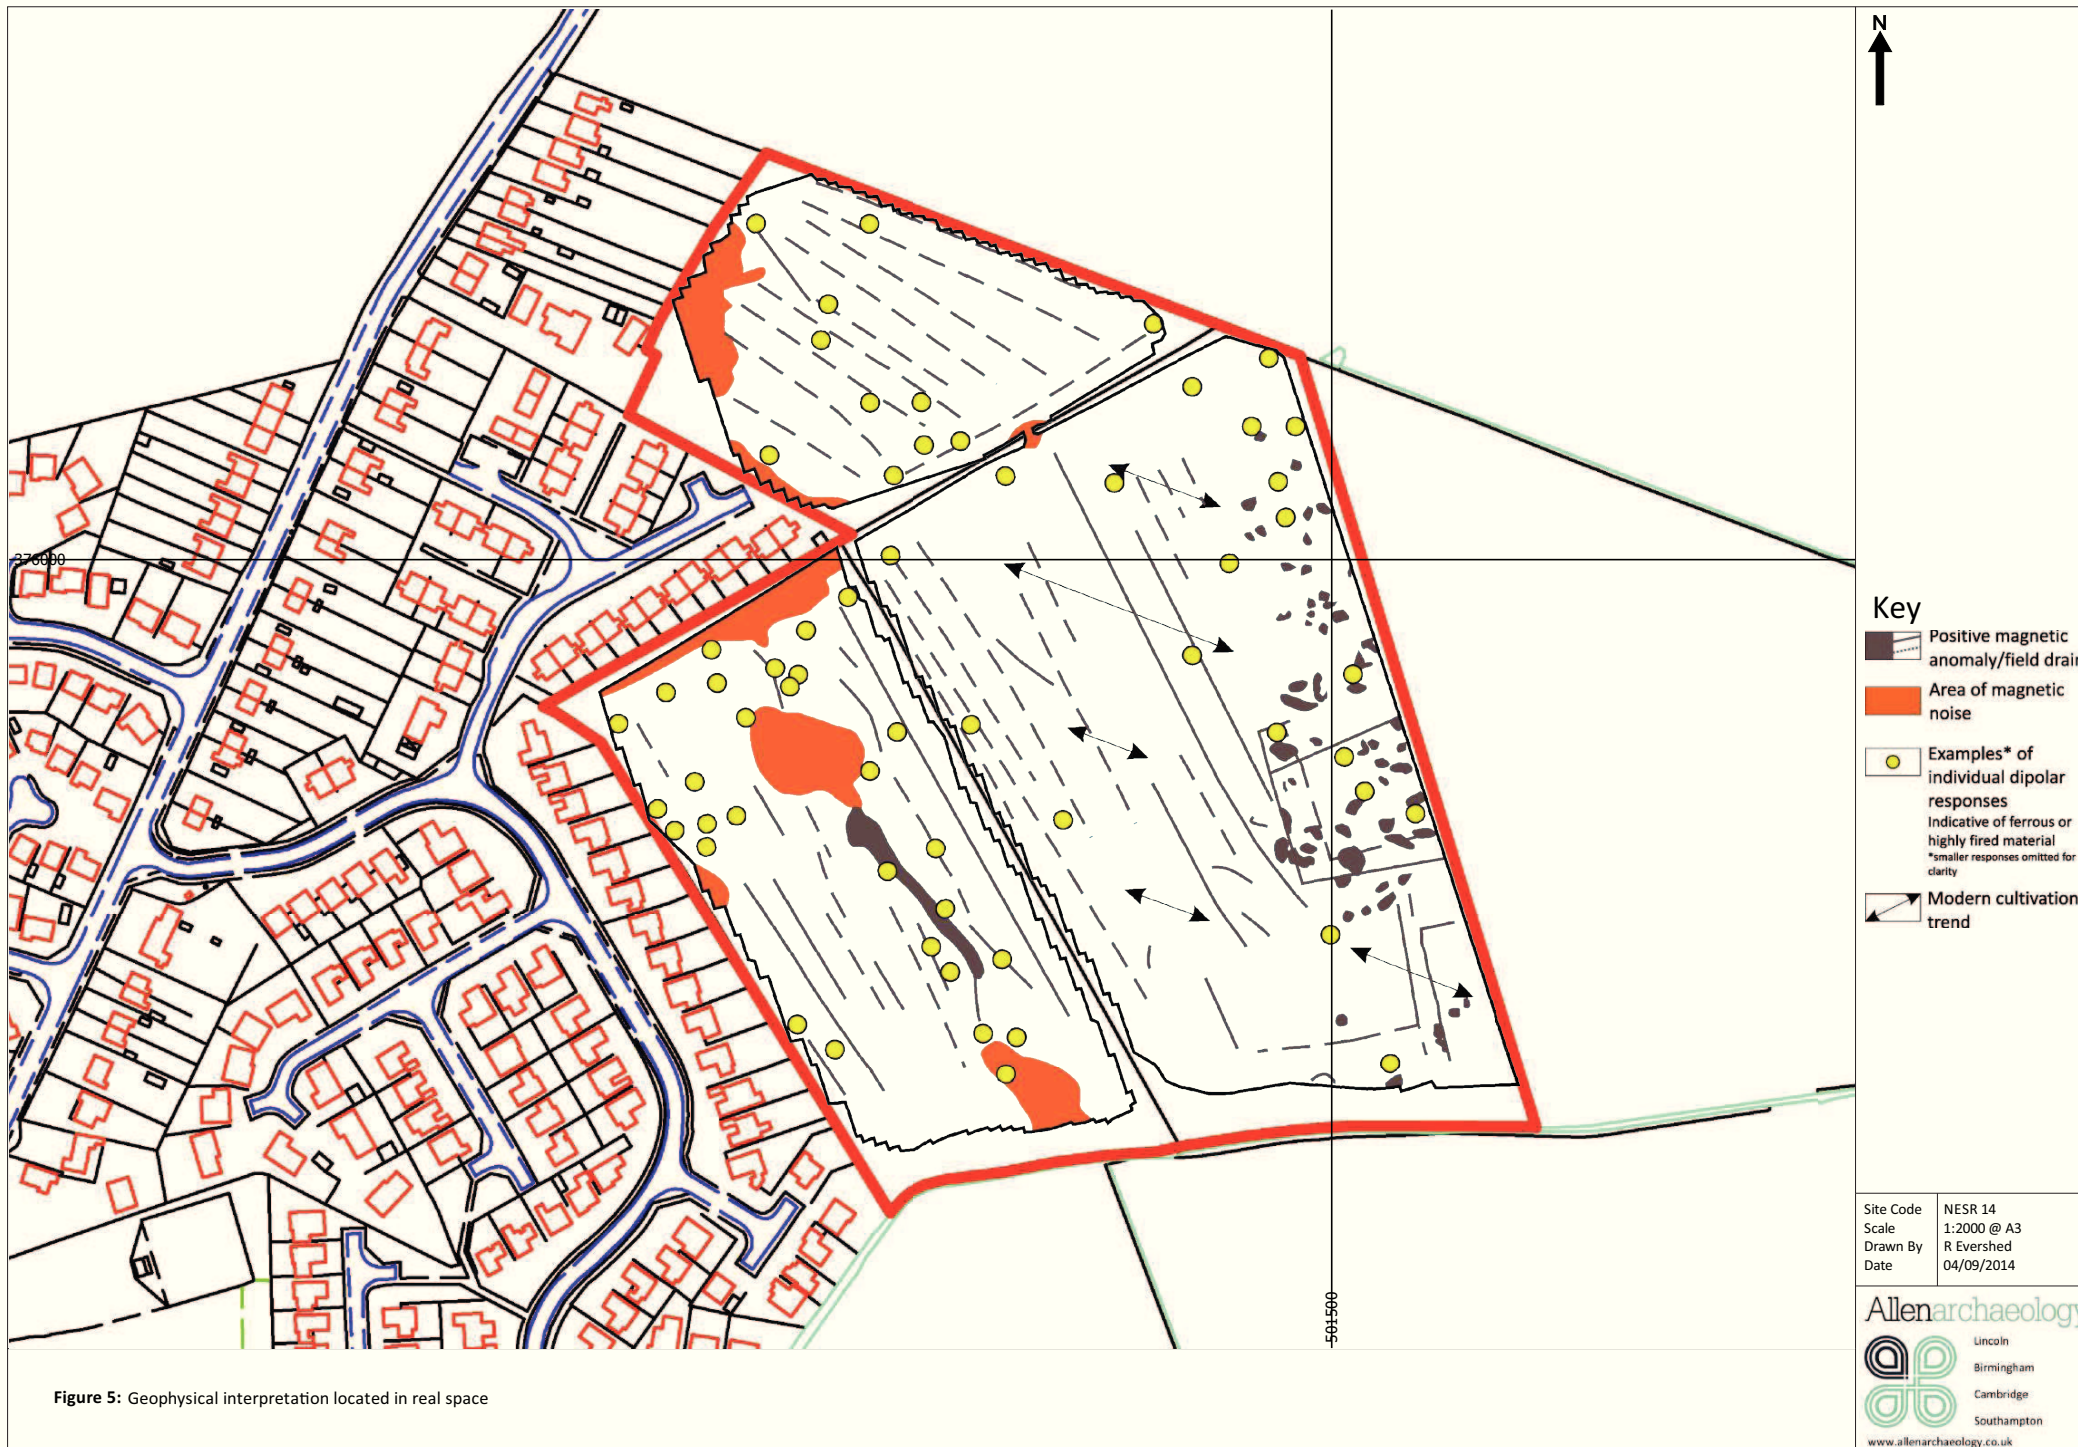 N
376000
501500
Key
Positive magnetic
anomaly/field drain
Area of magnetic
noise
Examples* of
individual dipolar
responses
Indicative of ferrous or
highly fired material
*smaller responses omitted for
clarity
Modern cultivation
trend
Site Code NESR 14
Scale 1:2000 @ A3
Drawn By R Evershed
Date 04/09/2014
Allenarchaeology
Lincoln
Birmingham
Cambridge
Southampton
www.allenarchaeology.co.uk
Figure 5: Geophysical interpretation located in real space